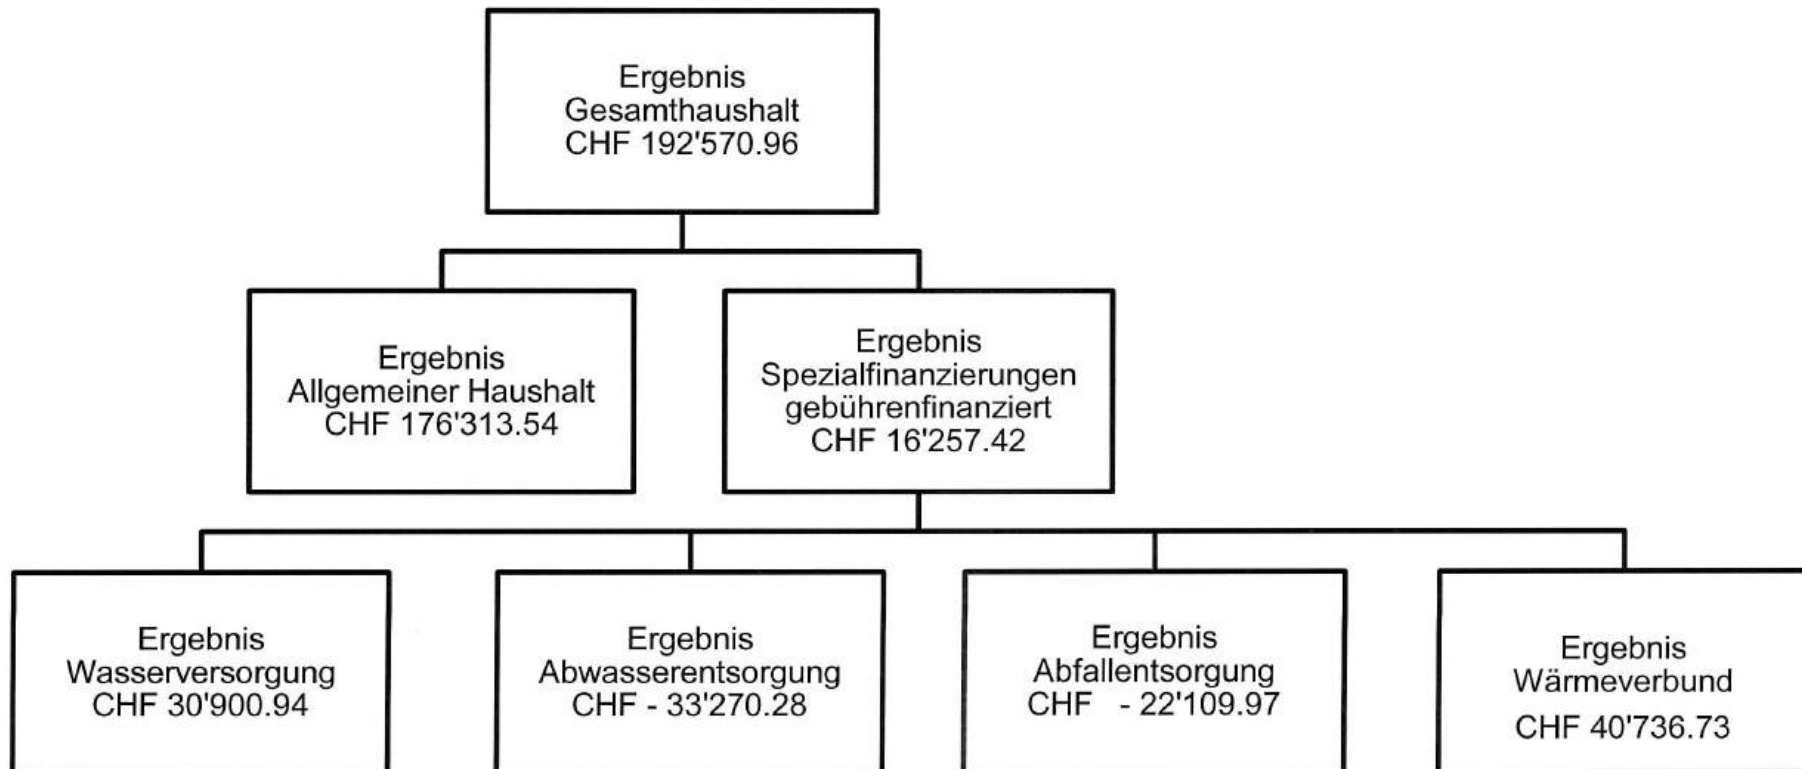 Ergebnis
Gesamthaushalt
CHF 192'570.96
Ergebnis
Allgemeiner Haushalt
CHF 176'313.54
Ergebnis
Spezialfinanzierungen
gebührenfinanziert
CHF 16'257.42
Ergebnis
Wasserversorgung
CHF 30'900.94
Ergebnis
Abwasserentsorgung
CHF - 33'270.28
Ergebnis
Abfallentsorgung
CHF - 22'109.97
Ergebnis
Wärmeverbund
CHF 40'736.73